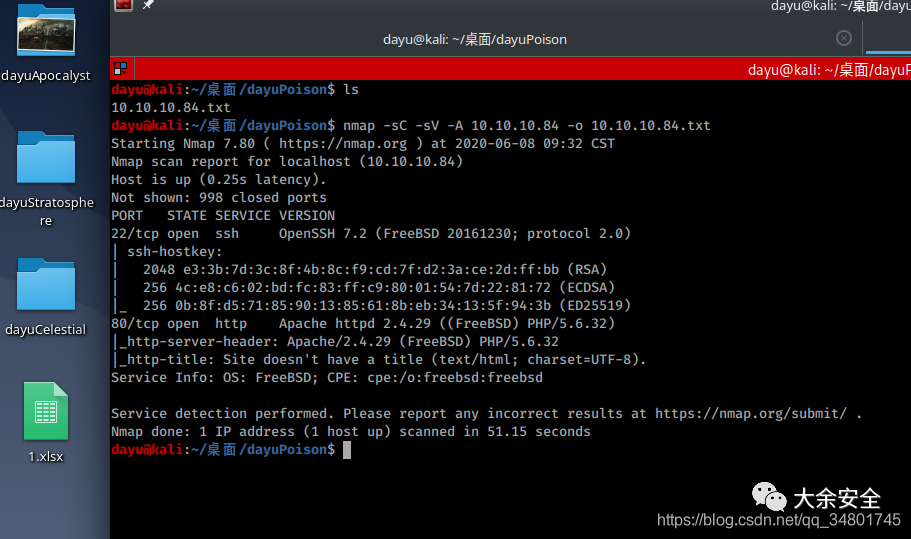 dayu@kali: ~/桌面/dayu
dayu@kali: ~/桌面/dayuPoison
dayu@kali: ~/桌面/dayuP
dayuApocalyst
dayuStratosphe
re
dayuCelestial
1.xlsx
dayu@kali:~/桌面/dayuPoison$ ls
10.10.10.84.txt
dayu@kali:~/桌面/dayuPoison$ nmap -sC -sV -A 10.10.10.84 -o 10.10.10.84.txt
Starting Nmap 7.80 ( https://nmap.org ) at 2020-06-08 09:32 CST
Nmap scan report for localhost (10.10.10.84)
Host is up (0.25s latency).
Not shown: 998 closed ports
PORT   STATE SERVICE VERSION
22/tcp open  ssh     OpenSSH 7.2 (FreeBSD 20161230; protocol 2.0)
| ssh-hostkey:
|   2048 e3:3b:7d:3c:8f:4b:8c:f9:cd:7f:d2:3a:ce:2d:ff:bb (RSA)
|   256 4c:e8:c6:02:bd:fc:83:ff:c9:80:01:54:7d:22:81:72 (ECDSA)
|_  256 0b:8f:d5:71:85:90:13:85:61:8b:eb:34:13:5f:94:3b (ED25519)
80/tcp open  http    Apache httpd 2.4.29 ((FreeBSD) PHP/5.6.32)
|_http-server-header: Apache/2.4.29 (FreeBSD) PHP/5.6.32
|_http-title: Site doesn't have a title (text/html; charset=UTF-8).
Service Info: OS: FreeBSD; CPE: cpe:/o:freebsd:freebsd
Service detection performed. Please report any incorrect results at https://nmap.org/submit/ .
Nmap done: 1 IP address (1 host up) scanned in 51.15 seconds
dayu@kali:~/桌面/dayuPoison$
大余安全
https://blog.csdn.net/qq_34801745